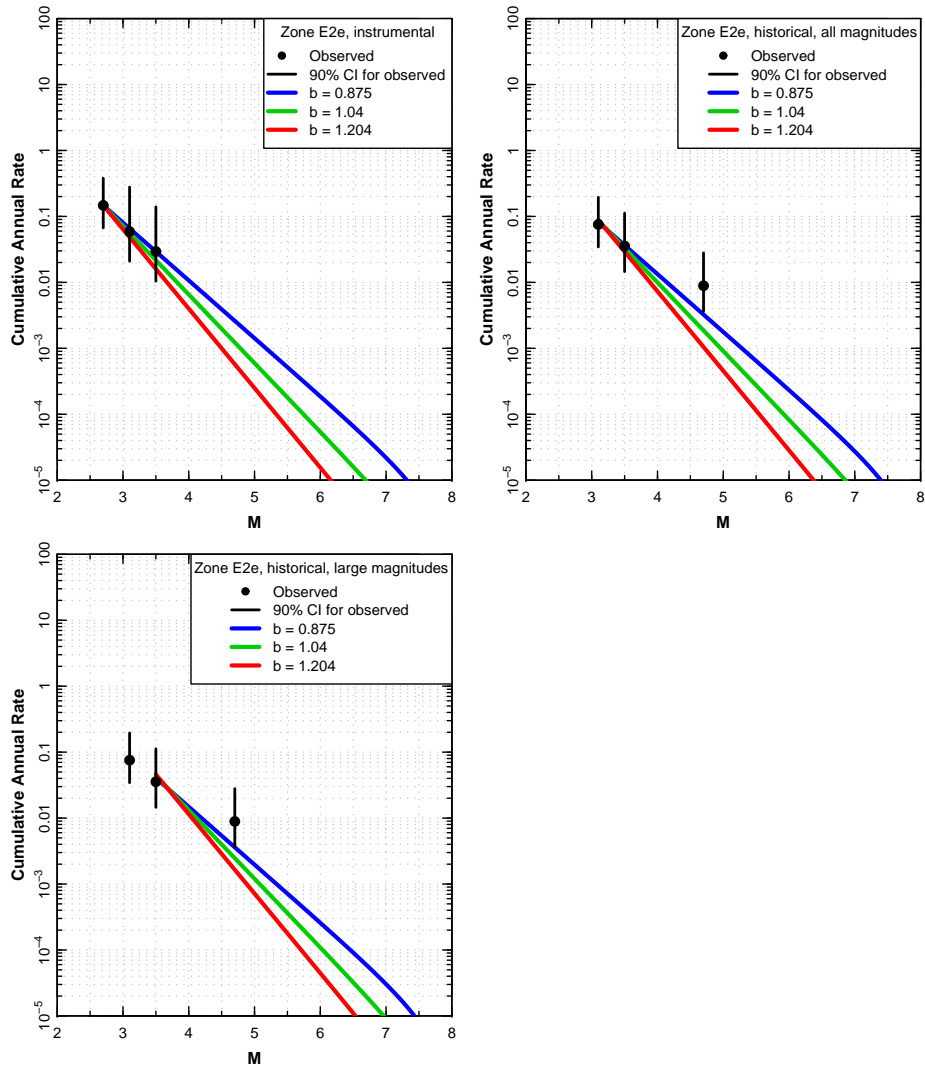 Zone E2e, instrumental
Observed
90% CI for observed
b = 0.875
b = 1.04
b = 1.204
Cumulative Annual Rate
100
10
1
0.1
0.01
10⁻³
10⁻⁴
10⁻⁵
2 3 4 5 6 7 8
M
Zone E2e, historical, all magnitudes
Observed
90% CI for observed
b = 0.875
b = 1.04
b = 1.204
Cumulative Annual Rate
100
10
1
0.1
0.01
10⁻³
10⁻⁴
10⁻⁵
2 3 4 5 6 7 8
M
Zone E2e, historical, large magnitudes
Observed
90% CI for observed
b = 0.875
b = 1.04
b = 1.204
Cumulative Annual Rate
100
10
1
0.1
0.01
10⁻³
10⁻⁴
10⁻⁵
2 3 4 5 6 7 8
M